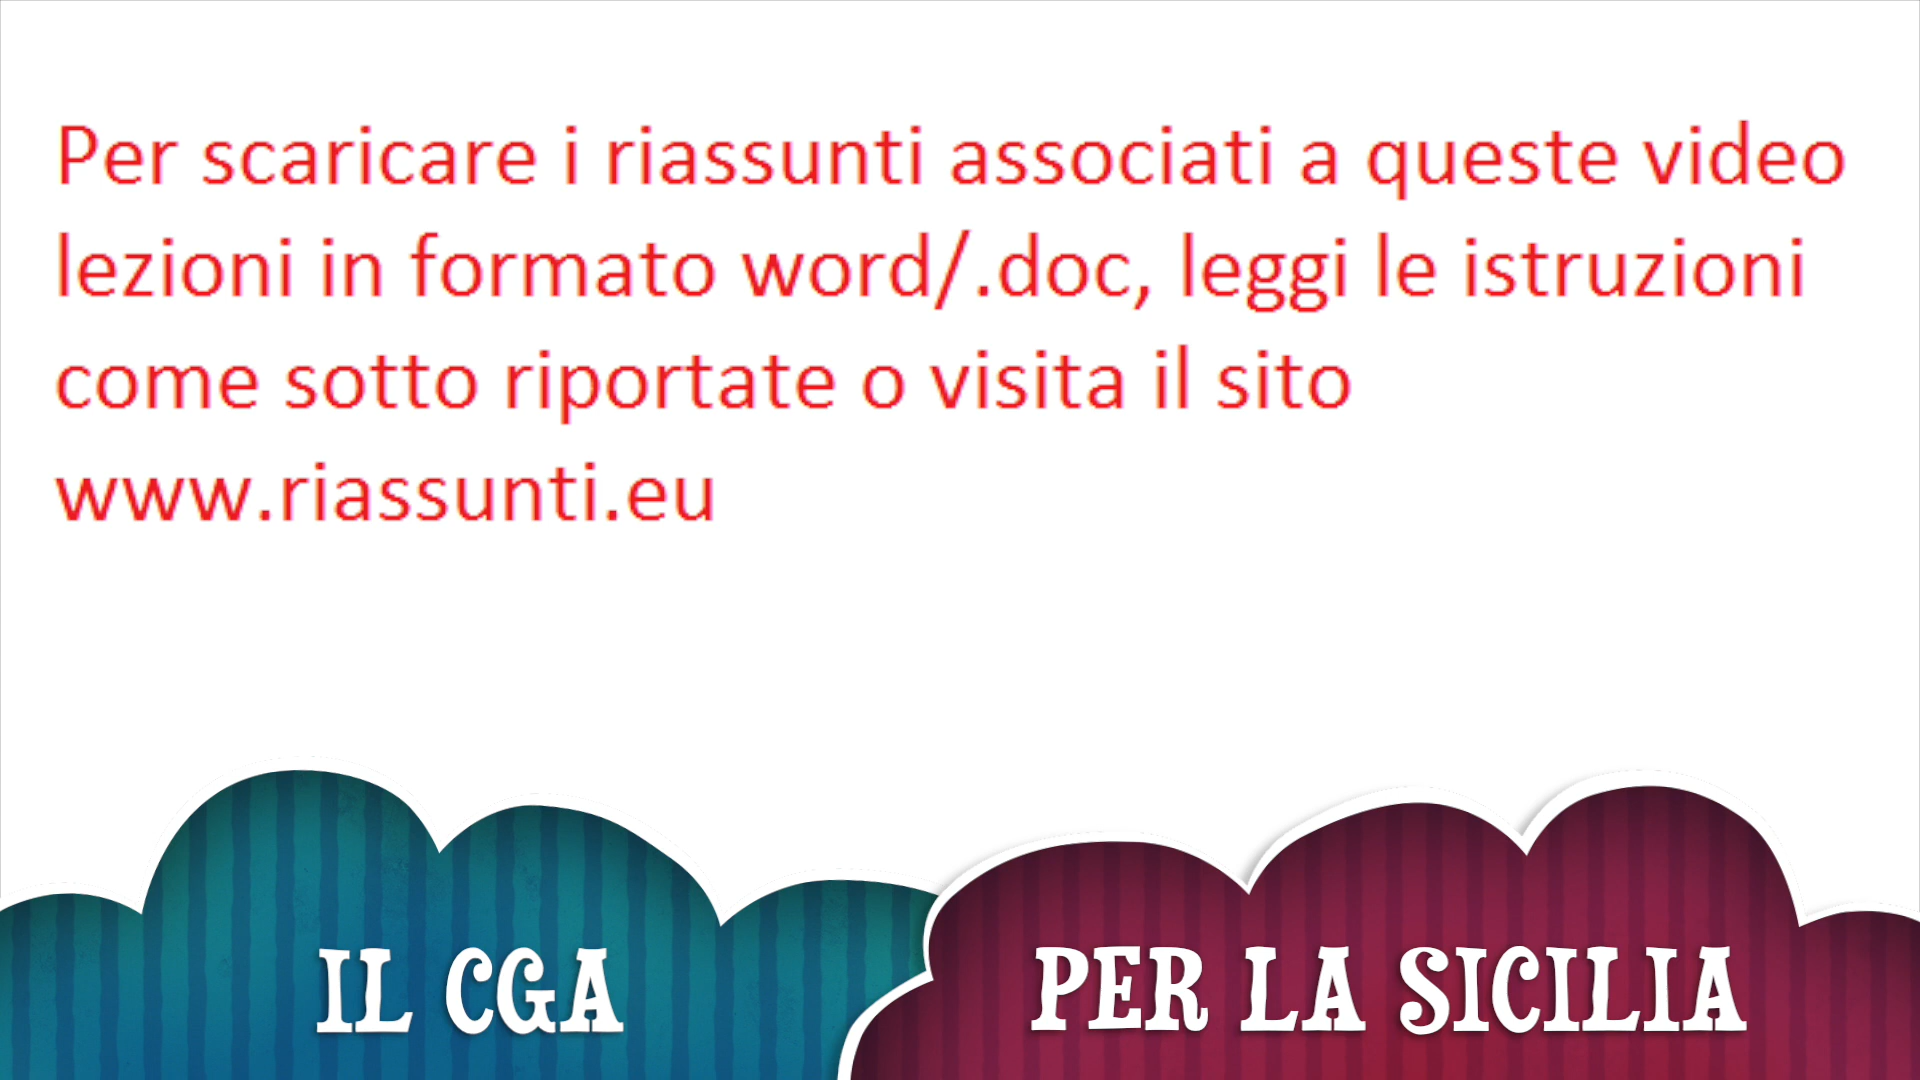 Per scaricare i riassunti associati a queste video
lezioni in formato word/.doc, leggi le istruzioni
come sotto riportate o visita il sito
www.riassunti.eu
IL CGA
PER LA SICILIA